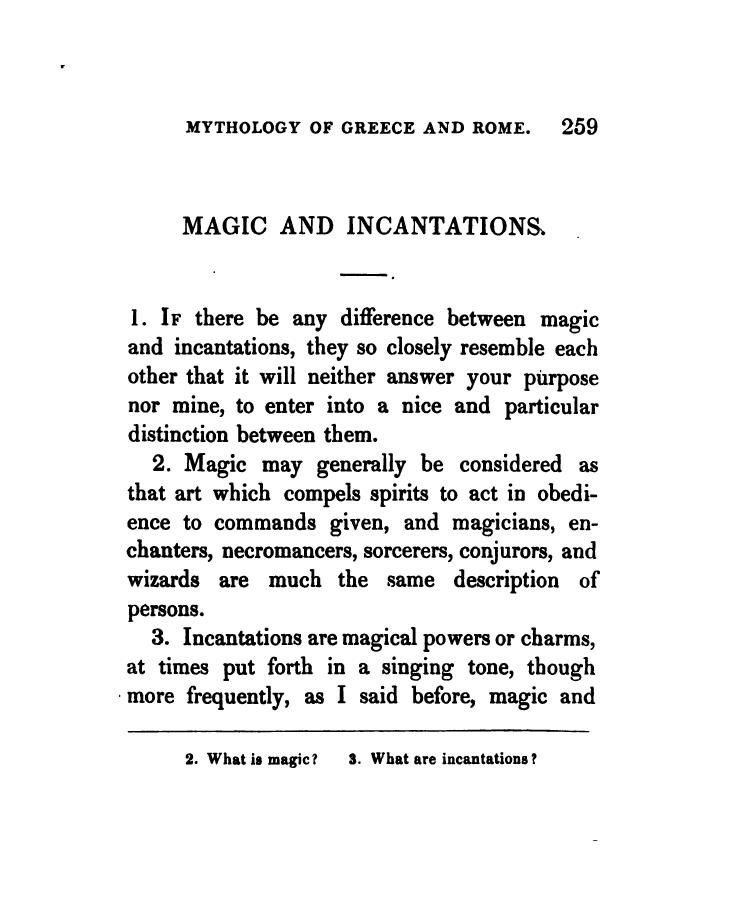 MYTHOLOGY OF GREECE AND ROME. 259
MAGIC AND INCANTATIONS.
1. IF there be any difference between magic
and incantations, they so closely resemble each
other that it will neither answer your purpose
nor mine, to enter into a nice and particular
distinction between them.
2. Magic may generally be considered as
that art which compels spirits to act in obedi-
ence to commands given, and magicians, en-
chanters, necromancers, sorcerers, conjurors, and
wizards are much the same description of
persons.
3. Incantations are magical powers or charms,
at times put forth in a singing tone, though
more frequently, as I said before, magic and
2. What is magic? 3. What are incantations?